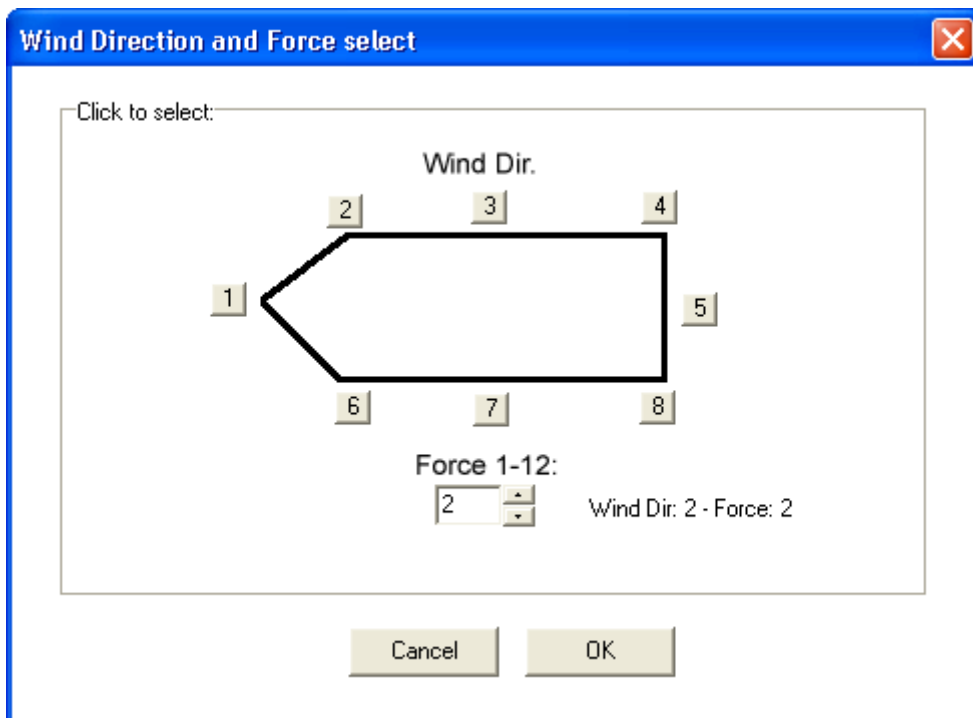 Wind Direction and Force select
Click to select:
Wind Dir.
2 3 4
1 5
6 7 8
Force 1-12:
2 Wind Dir: 2 - Force: 2
Cancel OK